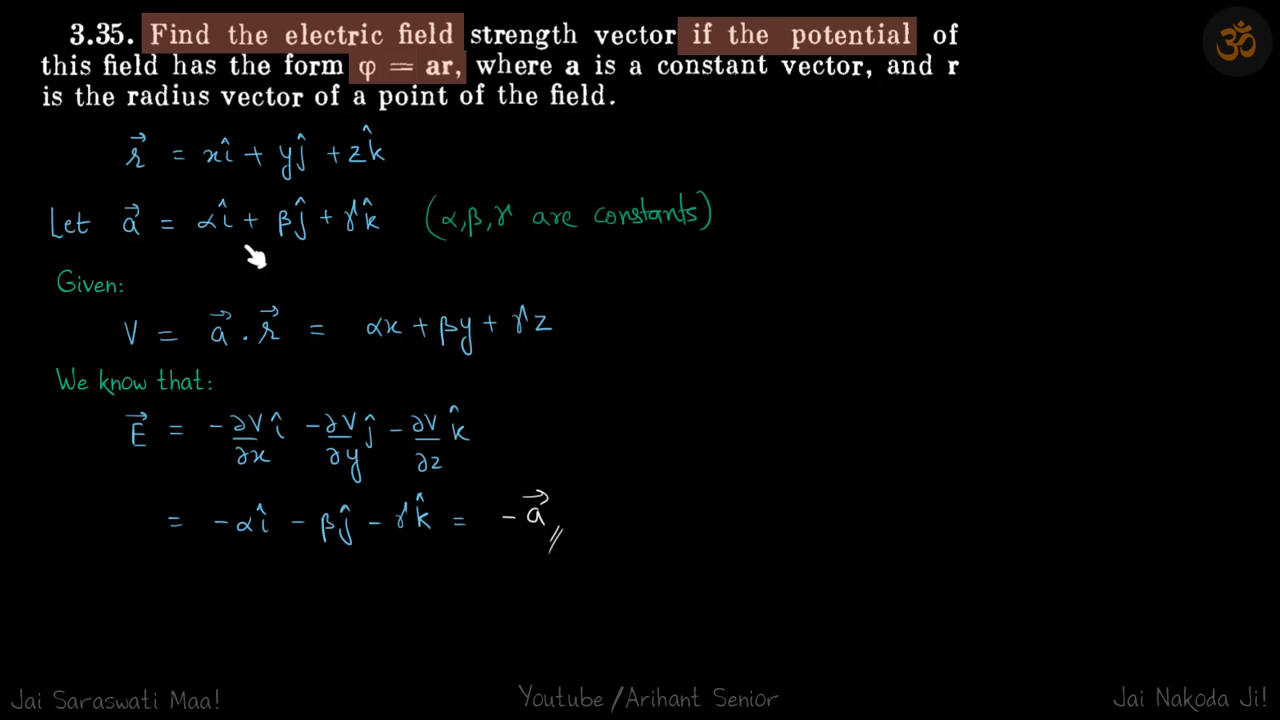 3.35. Find the electric field strength vector if the potential of
this field has the form φ = ar, where a is a constant vector, and r
is the radius vector of a point of the field.
ॐ
r⃗ = xî + yĵ + zk̂
Let a⃗ = αî + βĵ + γk̂ (α, β, γ are constants)
Given:
V = a⃗ . r⃗ = αx + βy + γz
We know that:
E⃗ = -∂V/∂x î -∂V/∂y ĵ - ∂V/∂z k̂
= - αî - βĵ - γk̂ = - a⃗ //
Jai Saraswati Maa! Youtube /Arihant Senior Jai Nakoda Ji!